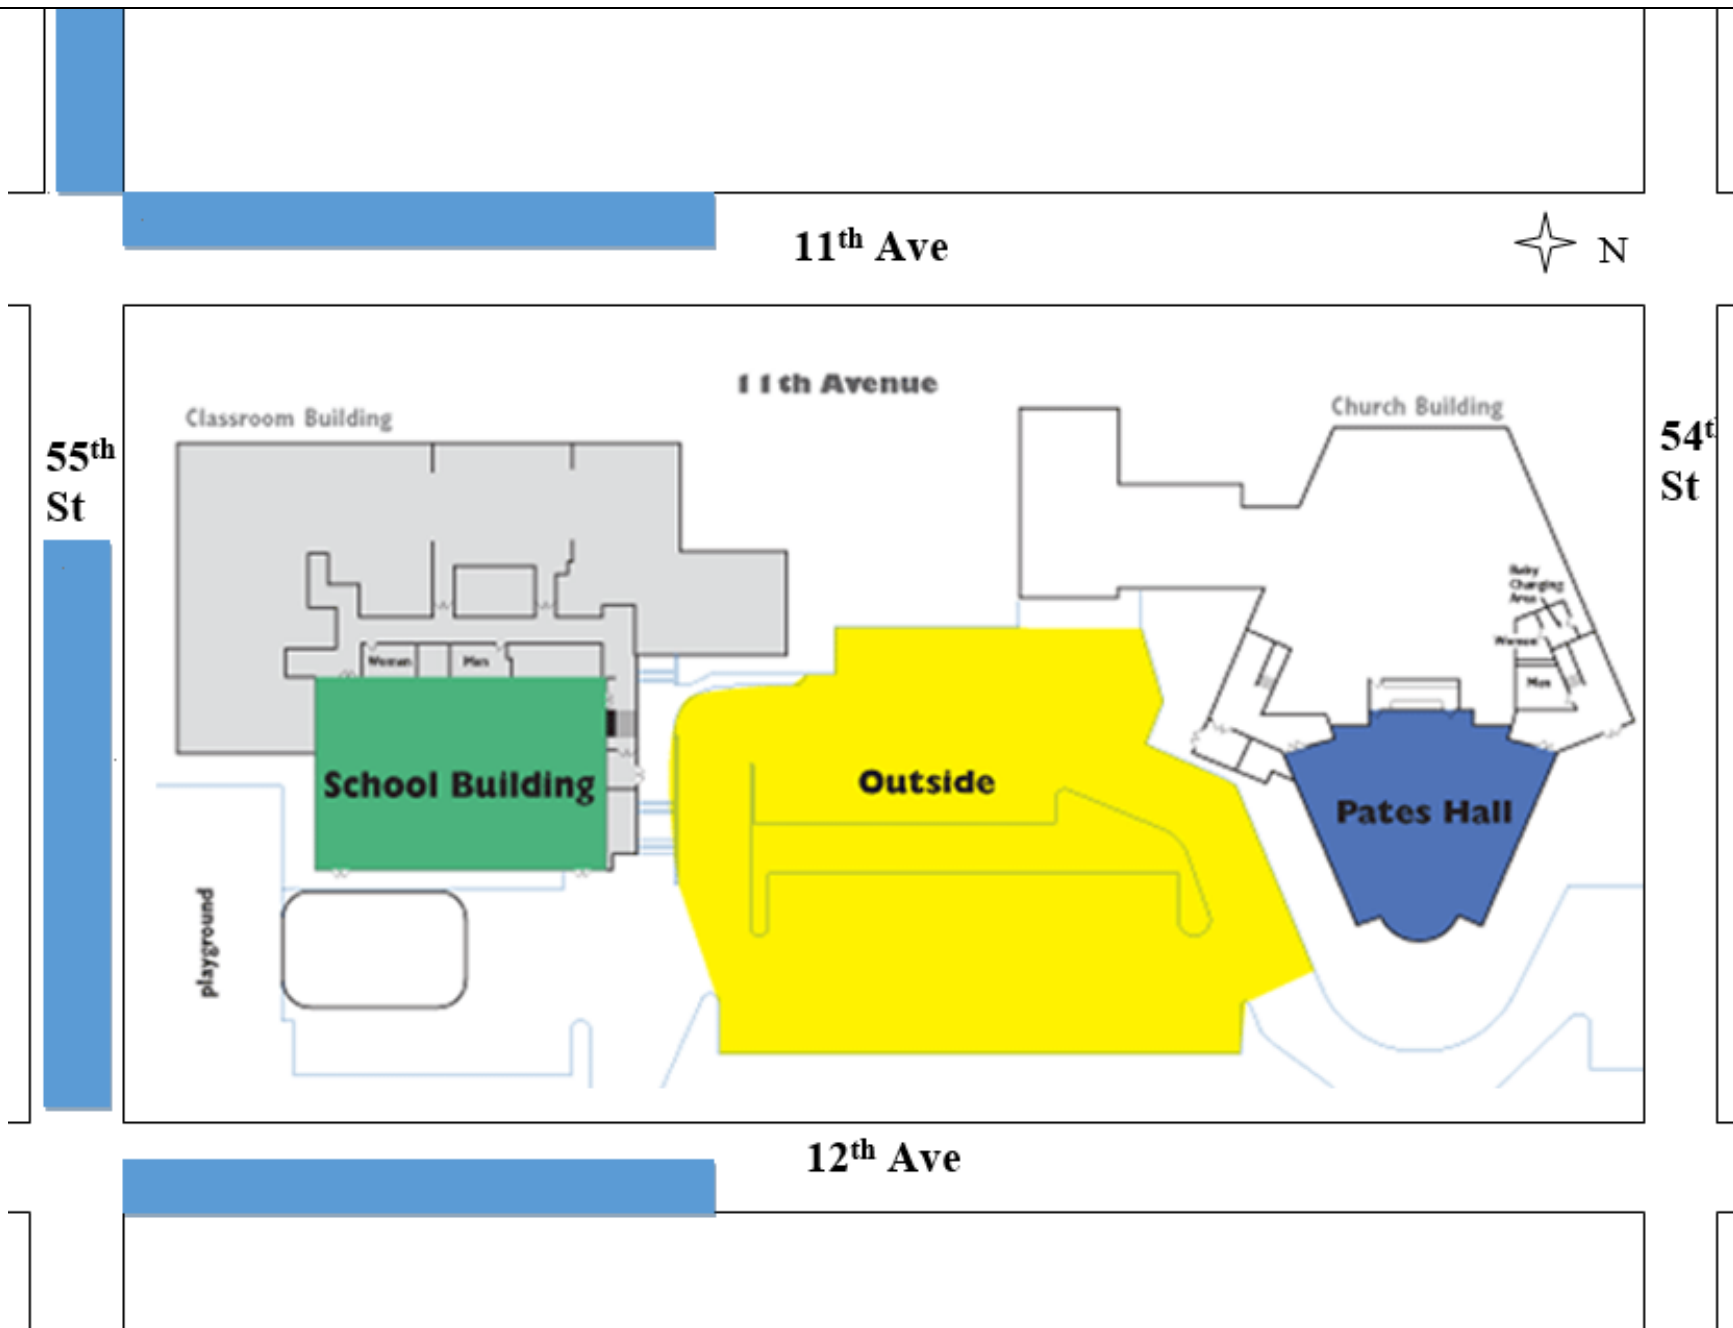 11th Ave
N
11th Avenue
Classroom Building
Church Building
55th
St
54t
St
Baby
Changing
Area
Women
Men
Women
Men
School Building
Outside
Pates Hall
playground
12th Ave